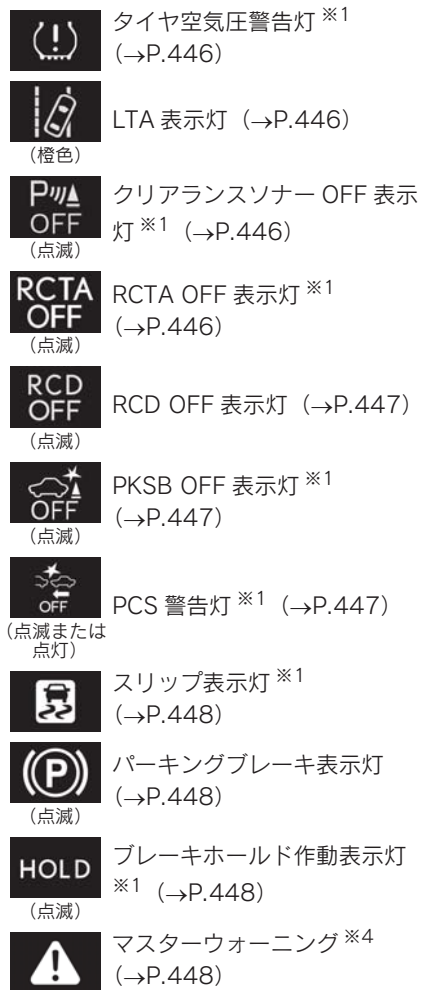 タイヤ空気圧警告灯 ※1
（→P.446）
LTA 表示灯（→P.446）
（橙色）
P
OFF
クリアランスソナー OFF 表示
灯 ※1（→P.446）
（点滅）
RCTA
OFF
RCTA OFF 表示灯 ※1
（→P.446）
（点滅）
RCD
OFF
RCD OFF 表示灯（→P.447）
（点滅）
OFF
PKSB OFF 表示灯 ※1
（→P.447）
（点滅）
OFF
PCS 警告灯 ※1（→P.447）
（点滅または
点灯）
スリップ表示灯 ※1
（→P.448）
P
パーキングブレーキ表示灯
（→P.448）
（点滅）
HOLD
ブレーキホールド作動表示灯
※1（→P.448）
（点滅）
マスターウォーニング ※4
（→P.448）